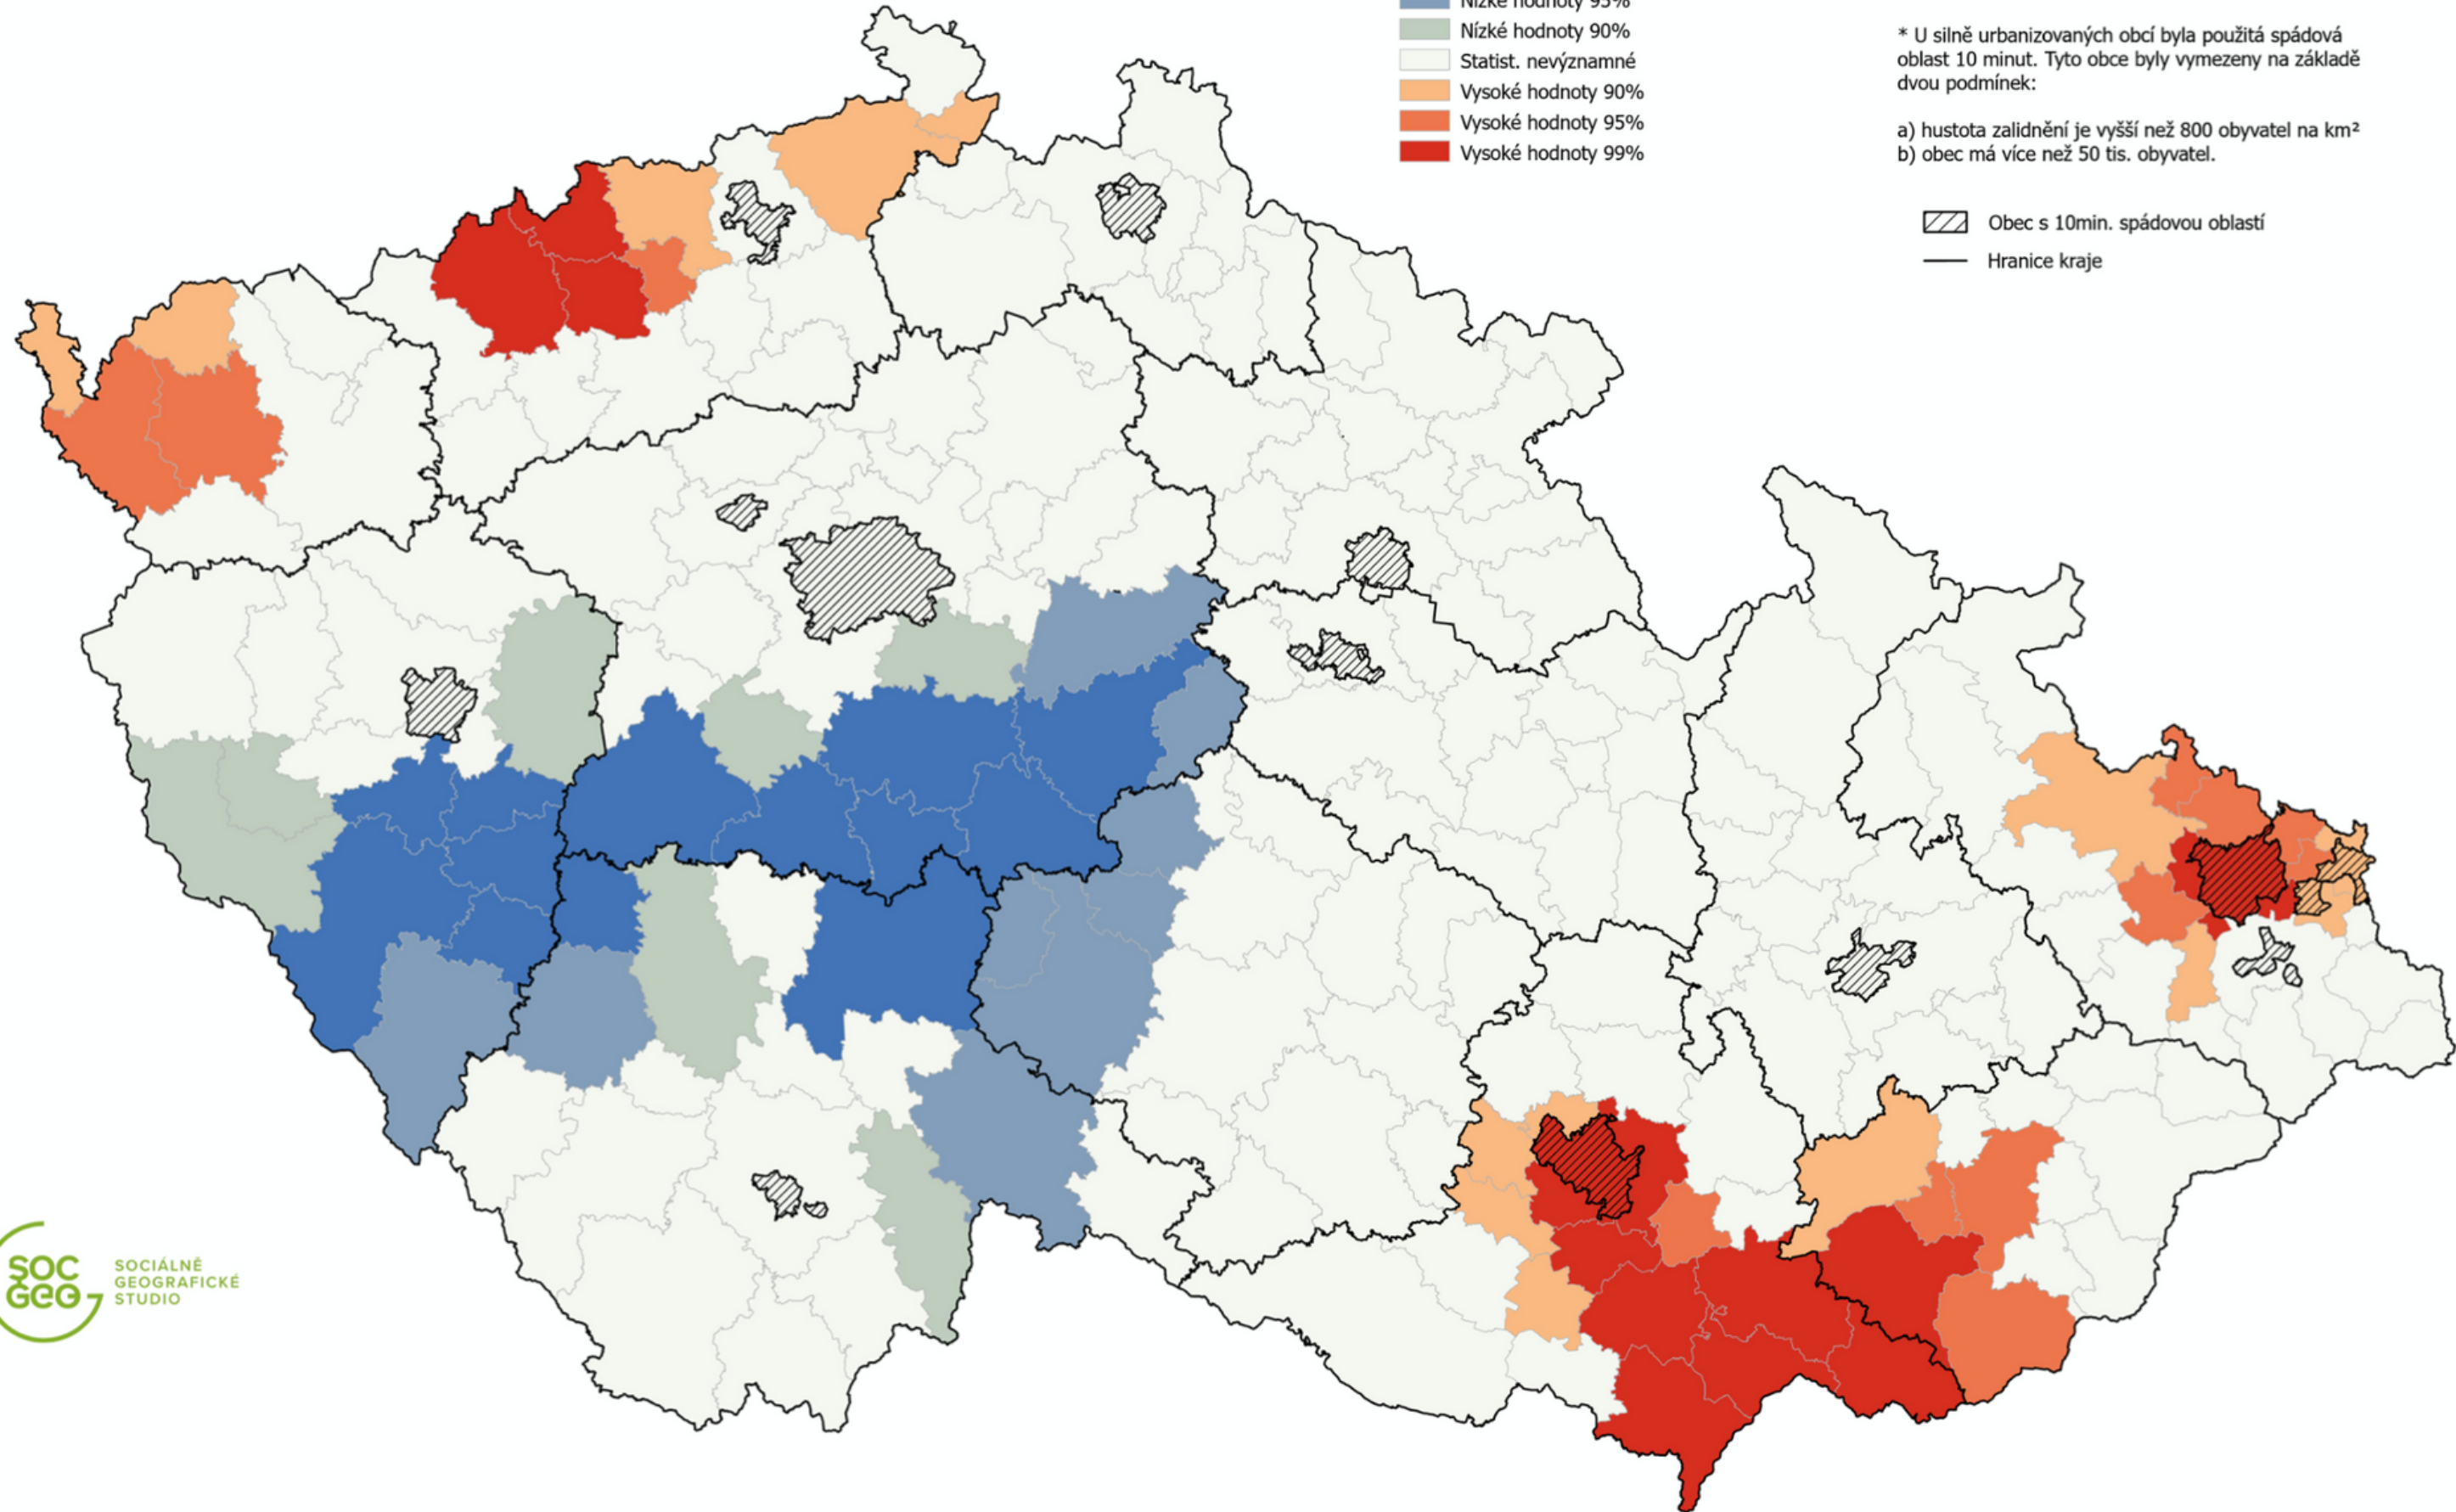 Nízké hodnoty 95%
Nízké hodnoty 90%
Statist. nevýznamné
Vysoké hodnoty 90%
Vysoké hodnoty 95%
Vysoké hodnoty 99%
* U silně urbanizovaných obcí byla použitá spádová
oblast 10 minut. Tyto obce byly vymezeny na základě
dvou podmínek:
a) hustota zalidnění je vyšší než 800 obyvatel na km²
b) obec má více než 50 tis. obyvatel.
Obec s 10min. spádovou oblastí
Hranice kraje
SOC
GEO
SOCIÁLNĚ
GEOGRAFICKÉ
STUDIO